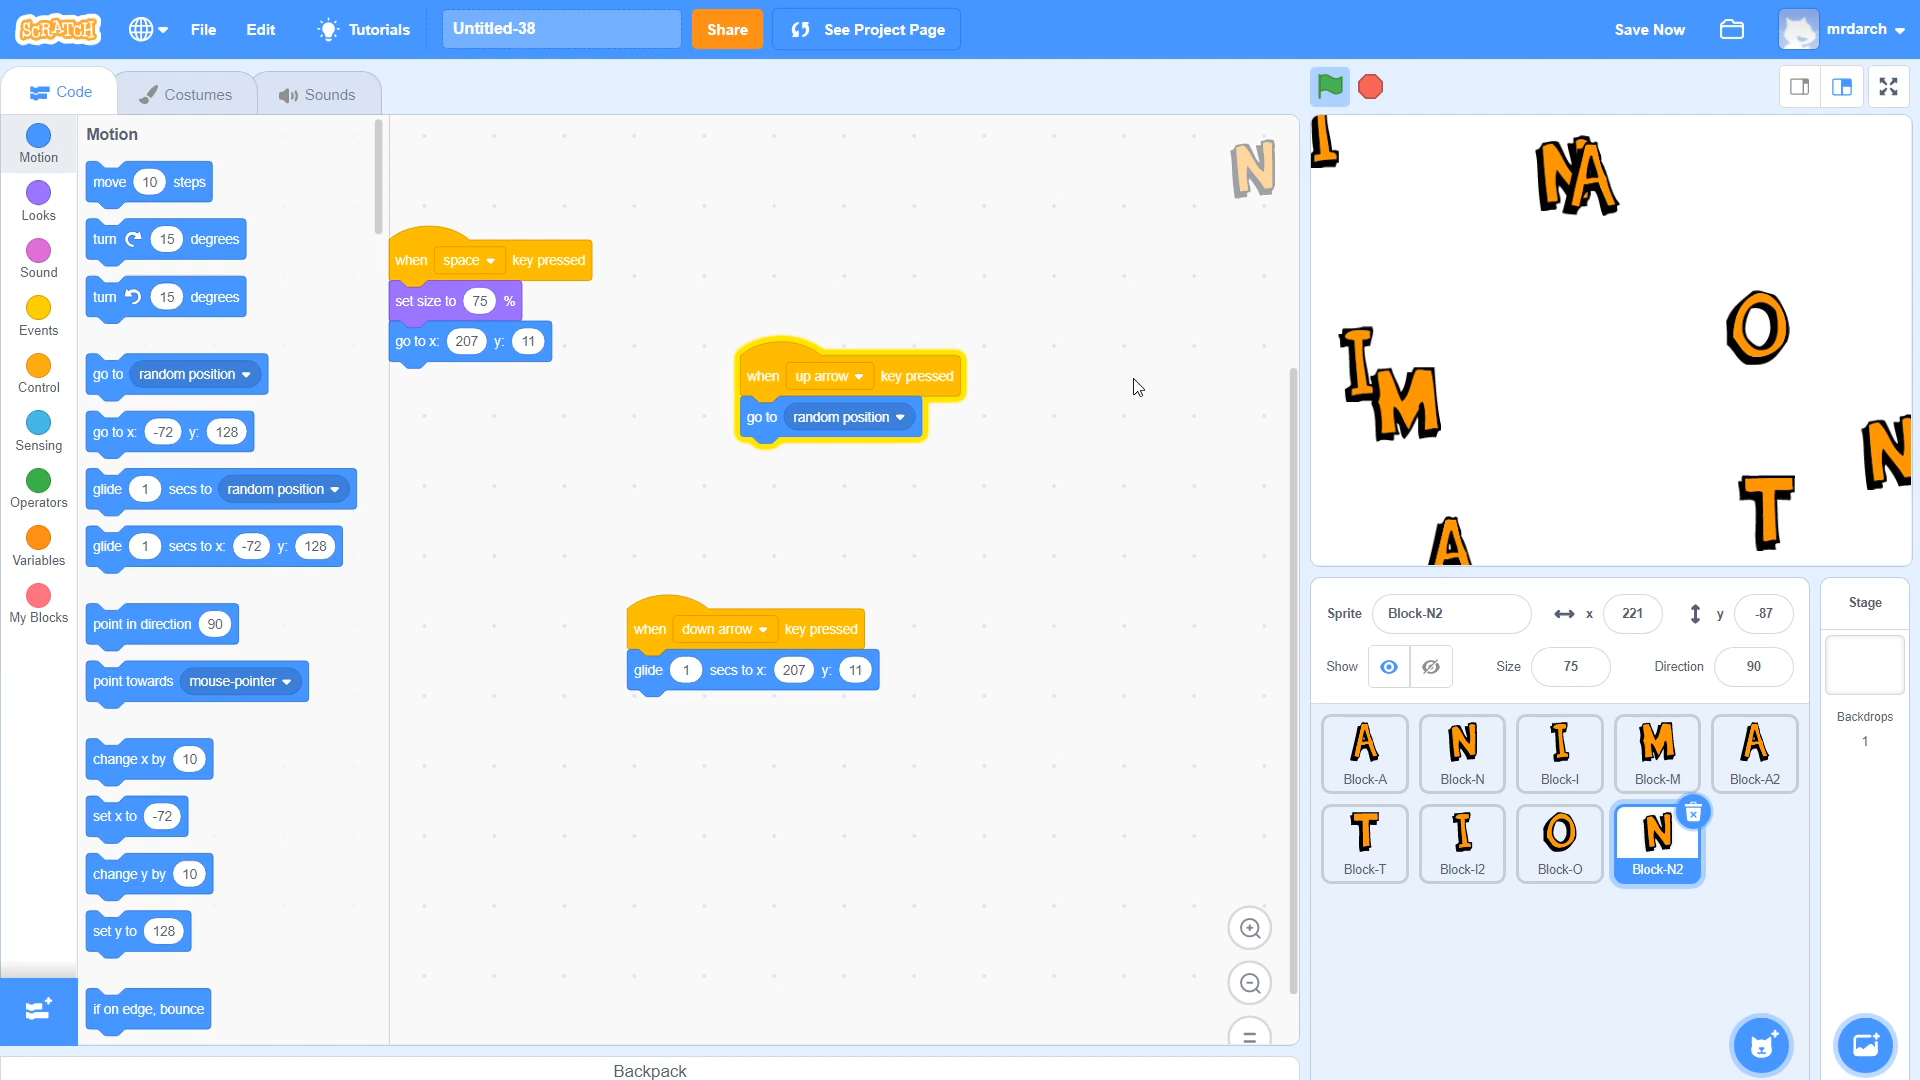 SCRATCH File Edit Tutorials Untitled-38 Share See Project Page Save Now mrdarch
Code Costumes Sounds
Motion
Looks
Sound
Events
Control
Sensing
Operators
Variables
My Blocks
Motion
move 10 steps
turn 15 degrees
turn 15 degrees
go to random position
go to x: -72 y: 128
glide 1 secs to random position
glide 1 secs to x: -72 y: 128
point in direction 90
point towards mouse-pointer
change x by 10
set x to -72
change y by 10
set y to 128
if on edge, bounce
N
when space key pressed
set size to 75 %
go to x: 207 y: 11
when up arrow key pressed
go to random position
when down arrow key pressed
glide 1 secs to x: 207 y: 11
Backpack
I N A
O
I M
N
T
A
Sprite Block-N2 x 221 y -87
Show Size 75 Direction 90
A N I M A
Block-A Block-N Block-I Block-M Block-A2
T I O N
Block-T Block-I2 Block-O Block-N2
Stage
Backdrops
1